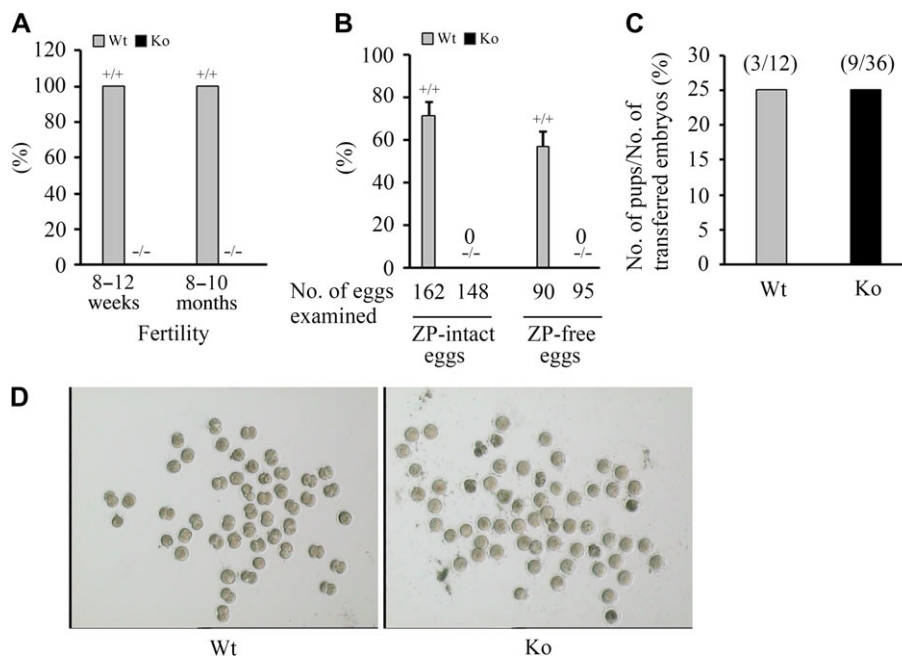 A
Wt Ko
(%)
120
100
80
60
40
20
0
+/+
-/-
+/+
-/-
8–12 weeks
8–10 months
Fertility
B
Wt Ko
(%)
100
80
60
40
20
0
+/+
0
-/-
+/+
0
-/-
No. of eggs examined
162 148 90 95
ZP-intact eggs
ZP-free eggs
C
No. of pups/No. of transferred embryos (%)
30
25
20
15
10
5
0
(3/12) (9/36)
Wt Ko
D
Wt Ko